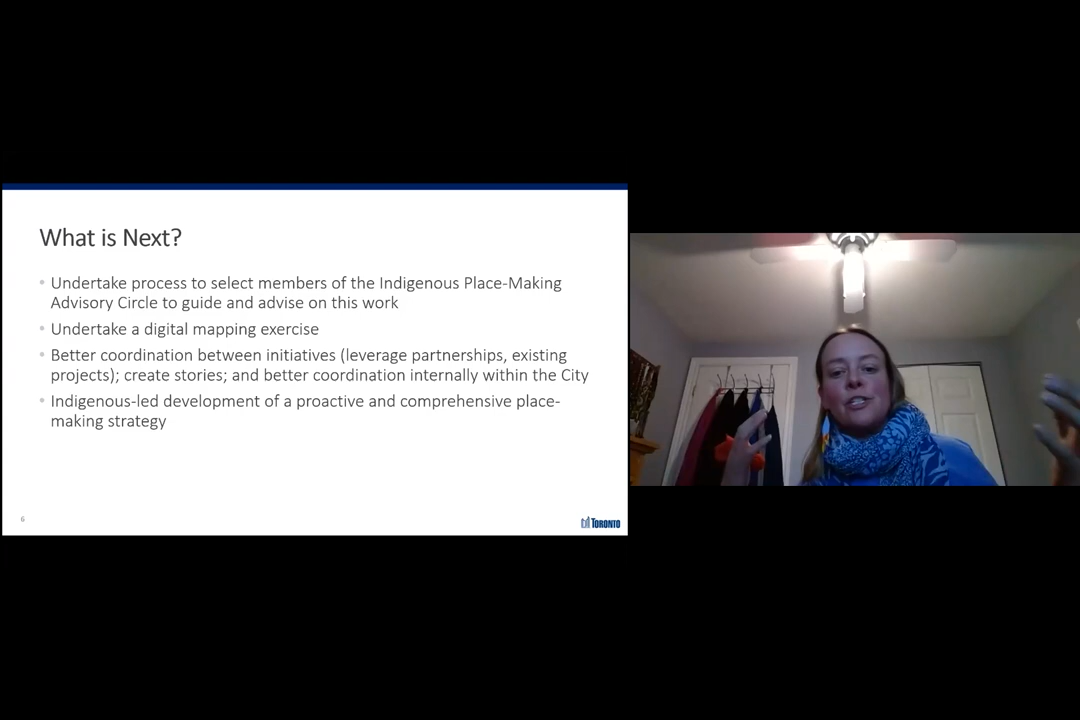 What is Next?
• Undertake process to select members of the Indigenous Place-Making
Advisory Circle to guide and advise on this work
• Undertake a digital mapping exercise
• Better coordination between initiatives (leverage partnerships, existing
projects); create stories; and better coordination internally within the City
• Indigenous-led development of a proactive and comprehensive place-
making strategy
6
TORONTO